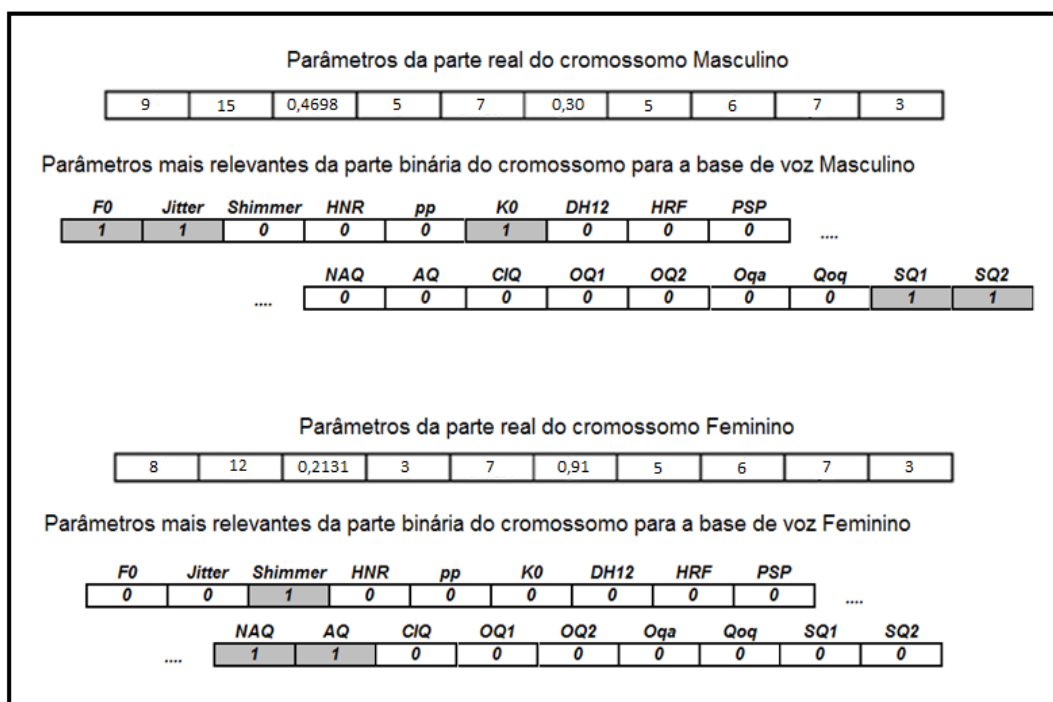 Parâmetros da parte real do cromossomo Masculino
9 15 0,4698 5 7 0,30 5 6 7 3
Parâmetros mais relevantes da parte binária do cromossomo para a base de voz Masculino
F0 Jitter Shimmer HNR pp K0 DH12 HRF PSP
1 1 0 0 0 1 0 0 0 ....
NAQ AQ ClQ OQ1 OQ2 Oqa Qoq SQ1 SQ2
.... 0 0 0 0 0 0 0 1 1
Parâmetros da parte real do cromossomo Feminino
8 12 0,2131 3 7 0,91 5 6 7 3
Parâmetros mais relevantes da parte binária do cromossomo para a base de voz Feminino
F0 Jitter Shimmer HNR pp K0 DH12 HRF PSP
0 0 1 0 0 0 0 0 0 ....
NAQ AQ ClQ OQ1 OQ2 Oqa Qoq SQ1 SQ2
.... 1 1 0 0 0 0 0 0 0